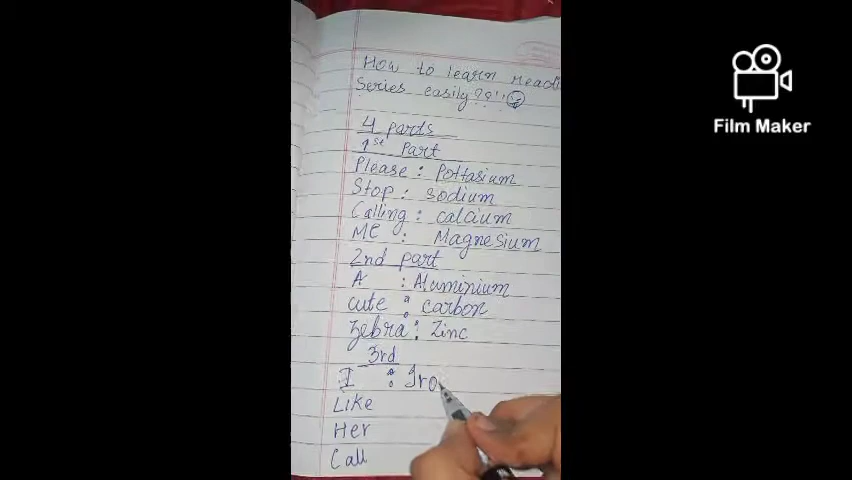 How to learn React
Series easily???!!
4 parts
1st Part
Please : Pottasium
Stop : sodium
Calling : calcium
ME : Magnesium
2nd part
A : Aluminium
cute : carbon
Zebra : Zinc
3rd
I : Iro
Like
Her
Call
Film Maker